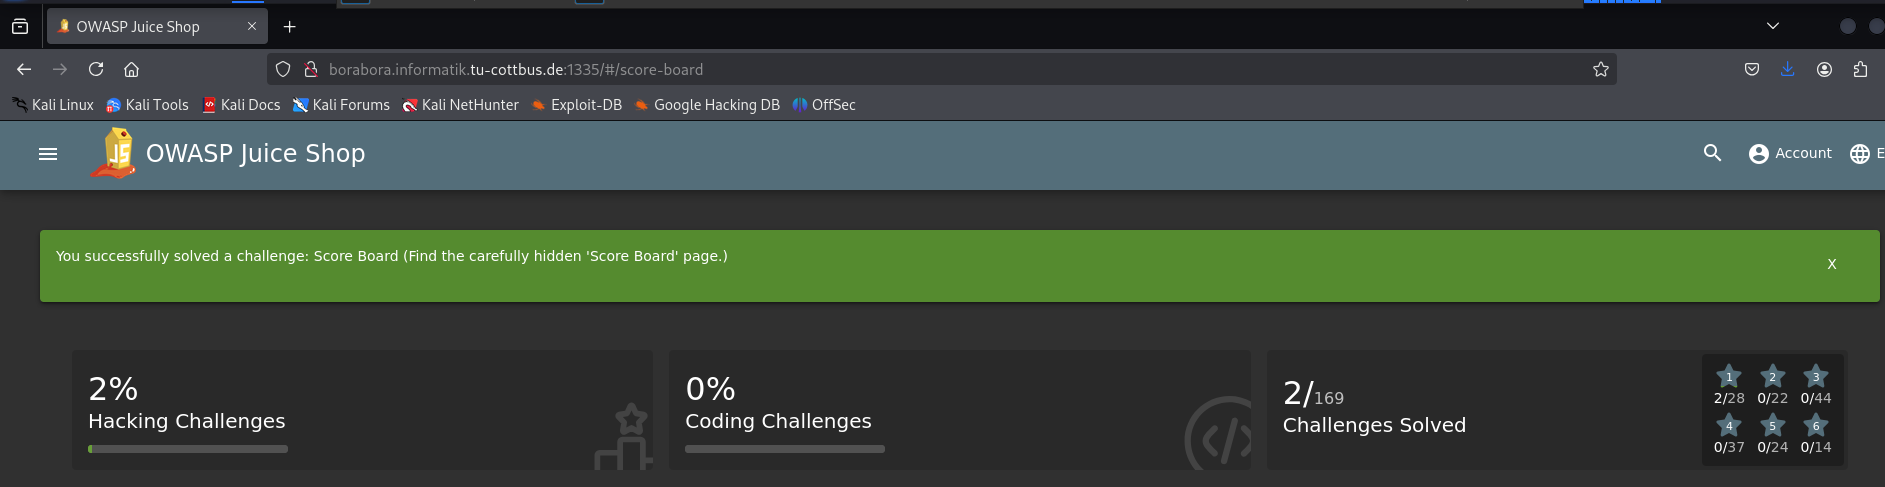 OWASP Juice Shop
borabora.informatik.tu-cottbus.de:1335/#/score-board
Kali Linux Kali Tools Kali Docs Kali Forums Kali NetHunter Exploit-DB Google Hacking DB OffSec
JS OWASP Juice Shop Account E
You successfully solved a challenge: Score Board (Find the carefully hidden 'Score Board' page.) X
2%
Hacking Challenges
0%
Coding Challenges
2/169
Challenges Solved
1 2 3
2/28 0/22 0/44
4 5 6
0/37 0/24 0/14